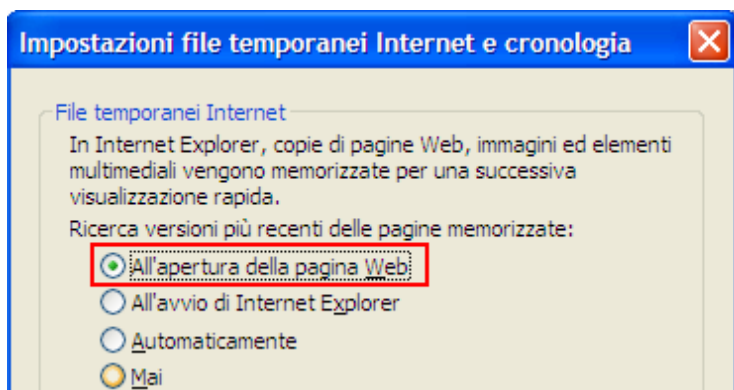 Impostazioni file temporanei Internet e cronologia
File temporanei Internet
In Internet Explorer, copie di pagine Web, immagini ed elementi
multimediali vengono memorizzate per una successiva
visualizzazione rapida.
Ricerca versioni più recenti delle pagine memorizzate:
All'apertura della pagina Web
All'avvio di Internet Explorer
Automaticamente
Mai